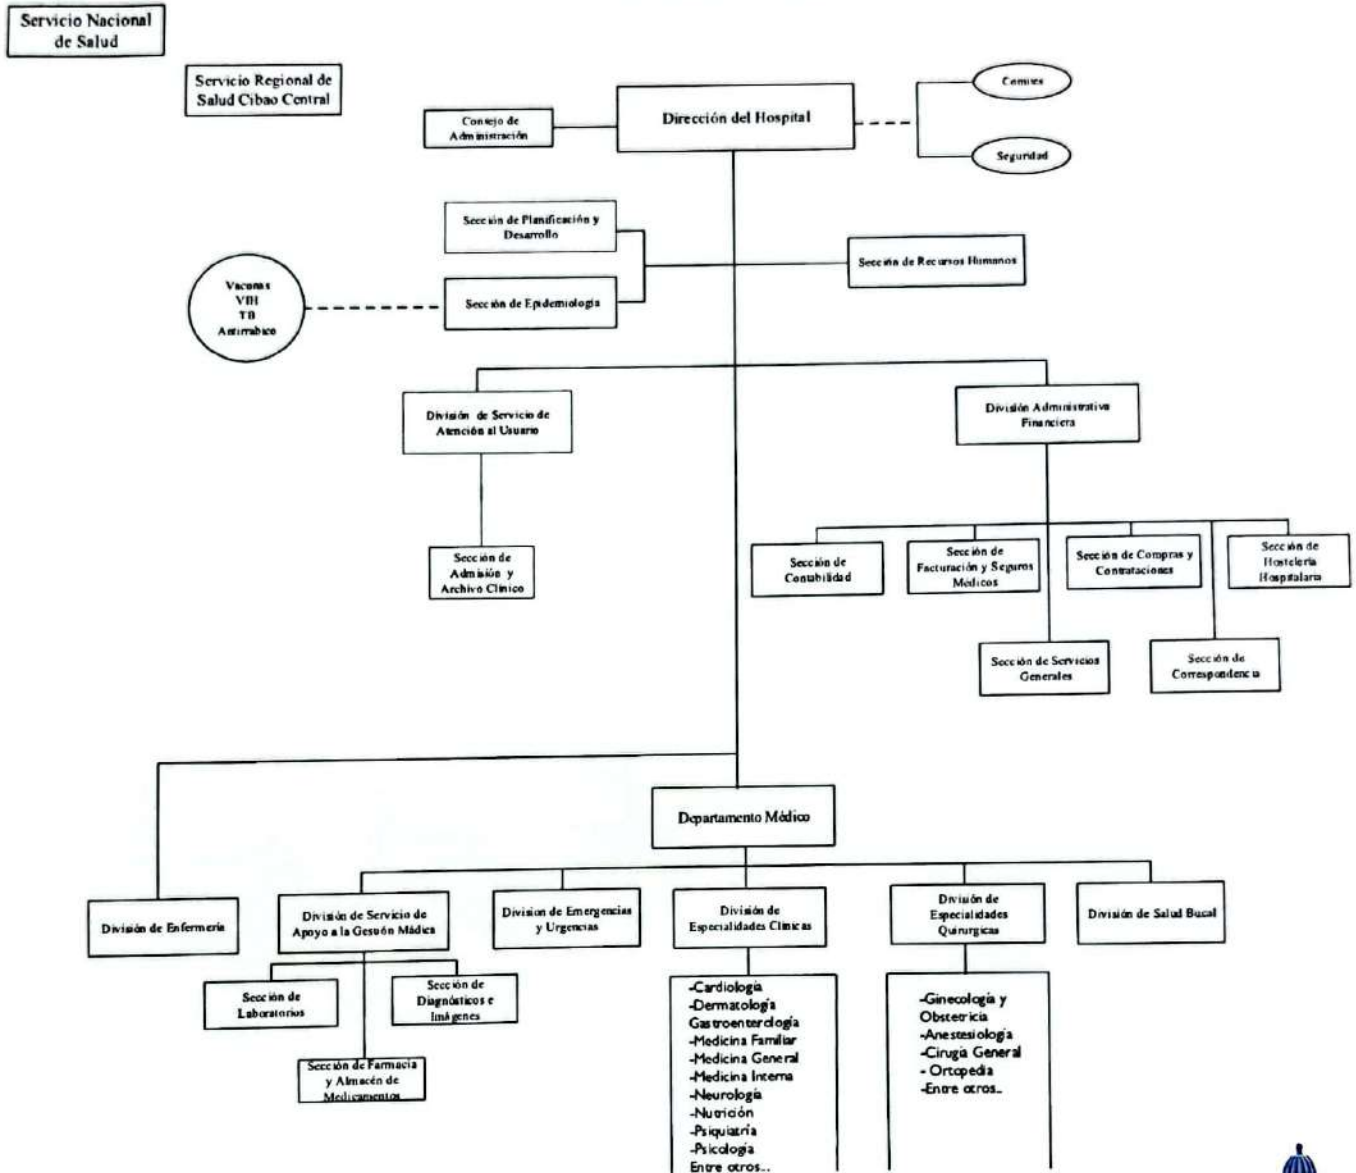 Servicio Nacional
de Salud
Servicio Regional de
Salud Cibao Central
Consejo de
Administración
Dirección del Hospital
Comites
Seguridad
Sección de Planificación y
Desarrollo
Sección de Recursos Humanos
Vacunas
VIH
TB
Antirrabico
Sección de Epidemiología
División de Servicio de
Atención al Usuario
División Administrativa
Financiera
Sección de
Admisión y
Archivo Clínico
Sección de
Contabilidad
Sección de
Facturación y Seguros
Médicos
Sección de Compras y
Contrataciones
Sección de
Hostelería
Hospitalaria
Sección de Servicios
Generales
Sección de
Correspondencia
Departamento Médico
División de Enfermería
División de Servicio de
Apoyo a la Gestión Médica
Division de Emergencias
y Urgencias
División de
Especialidades Clínicas
División de
Especialidades
Quirurgicas
División de Salud Bucal
Sección de
Laboratorios
Sección de
Diagnósticos e
Imágenes
Sección de Farmacia
y Almacén de
Medicamentos
-Cardiología
-Dermatología
Gastroenterología
-Medicina Familiar
-Medicina General
-Medicina Interna
-Neurología
-Nutrición
-Psiquiatría
-Psicología
Entre otros...
-Ginecología y
Obstetricia
-Anestesiología
-Cirugía General
- Ortopedia
-Entre otros...